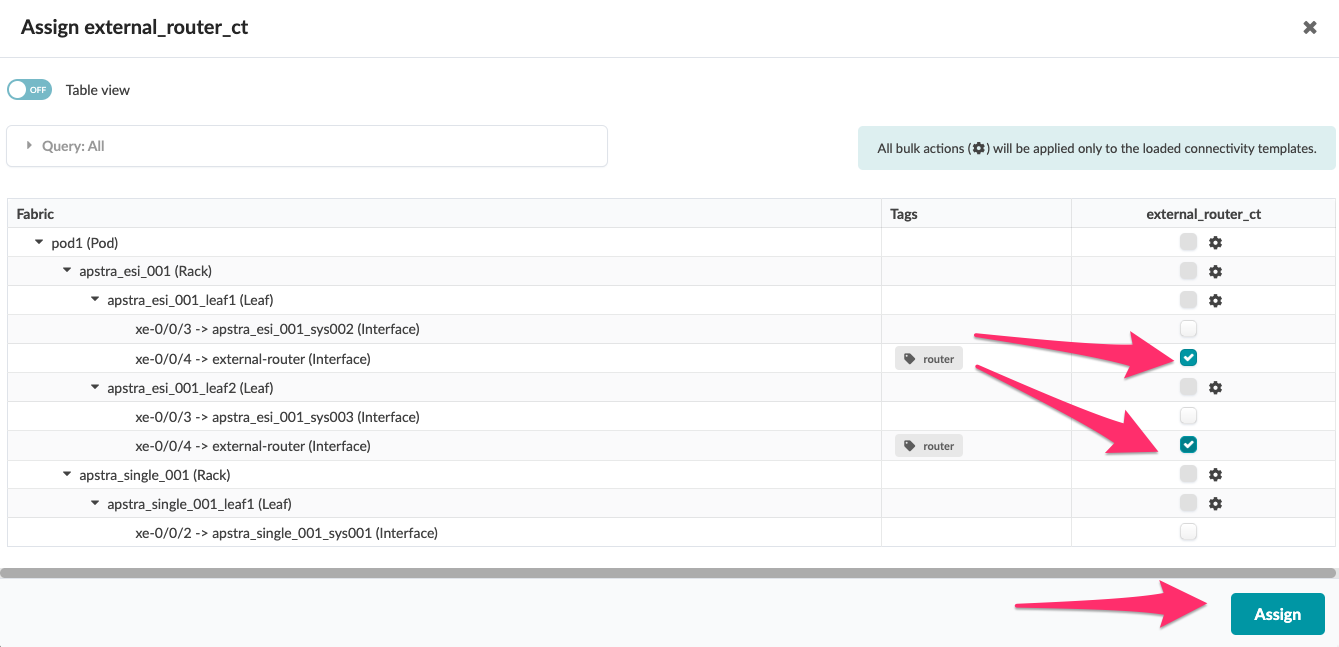 Assign external_router_ct
OFF Table view
Query: All
All bulk actions ( ) will be applied only to the loaded connectivity templates.
Fabric Tags external_router_ct
pod1 (Pod)
apstra_esi_001 (Rack)
apstra_esi_001_leaf1 (Leaf)
xe-0/0/3 -> apstra_esi_001_sys002 (Interface)
xe-0/0/4 -> external-router (Interface) router
apstra_esi_001_leaf2 (Leaf)
xe-0/0/3 -> apstra_esi_001_sys003 (Interface)
xe-0/0/4 -> external-router (Interface) router
apstra_single_001 (Rack)
apstra_single_001_leaf1 (Leaf)
xe-0/0/2 -> apstra_single_001_sys001 (Interface)
Assign